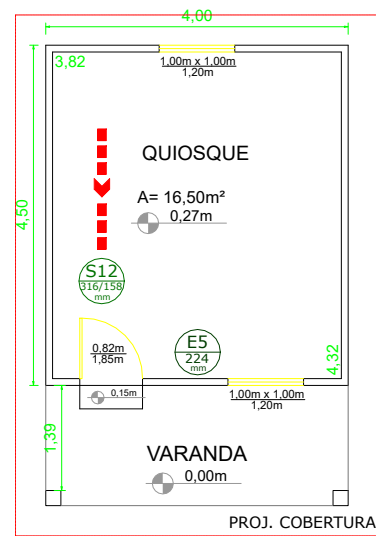 4,00
3,82
1,00m x 1,00m
1,20m
QUIOSQUE
A= 16,50m²
0,27m
4,50
S12
316/158
mm
E5
224
mm
0,82m
1,85m
4,32
0,15m
1,00m x 1,00m
1,20m
1,39
VARANDA
0,00m
PROJ. COBERTURA